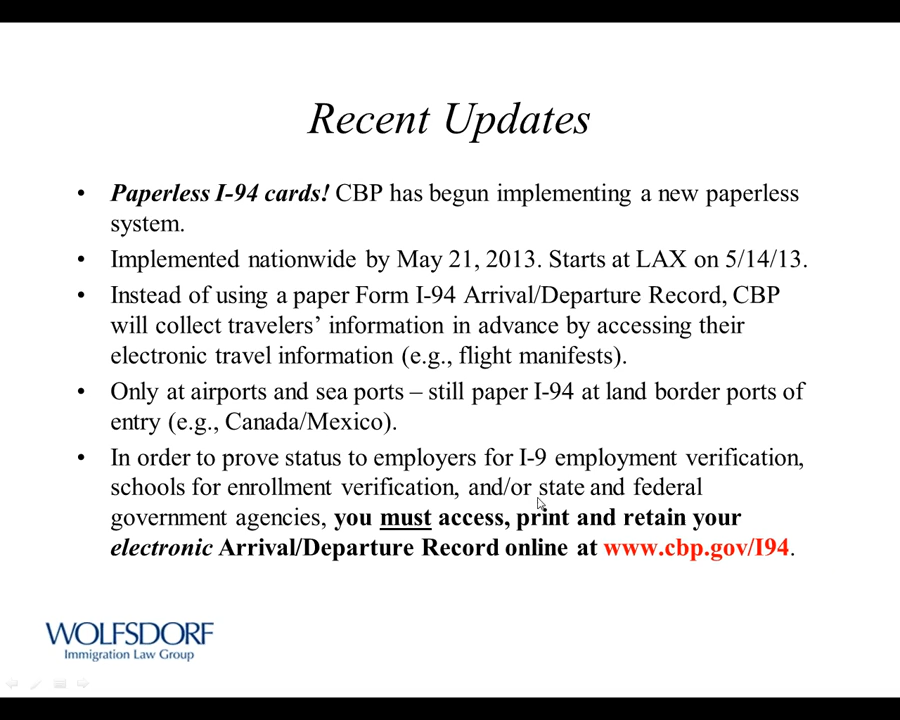 Recent Updates
• Paperless I-94 cards! CBP has begun implementing a new paperless
system.
• Implemented nationwide by May 21, 2013. Starts at LAX on 5/14/13.
• Instead of using a paper Form I-94 Arrival/Departure Record, CBP
will collect travelers’ information in advance by accessing their
electronic travel information (e.g., flight manifests).
• Only at airports and sea ports – still paper I-94 at land border ports of
entry (e.g., Canada/Mexico).
• In order to prove status to employers for I-9 employment verification,
schools for enrollment verification, and/or state and federal
government agencies, you must access, print and retain your
electronic Arrival/Departure Record online at www.cbp.gov/I94.
WOLFSDORF
Immigration Law Group